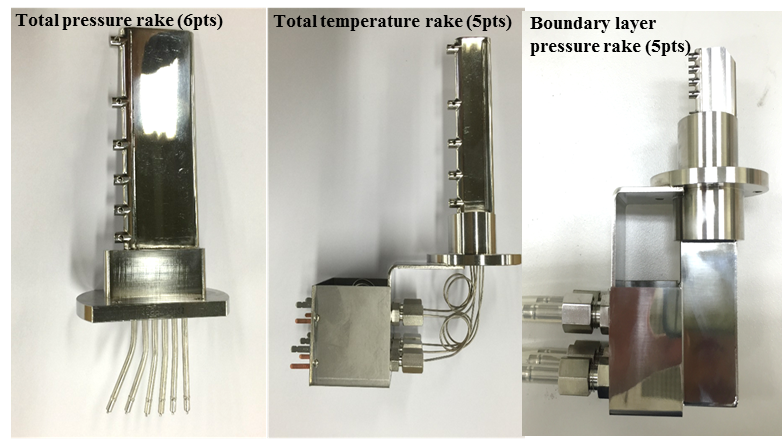 Total pressure rake (6pts)
Total temperature rake (5pts)
Boundary layer
pressure rake (5pts)